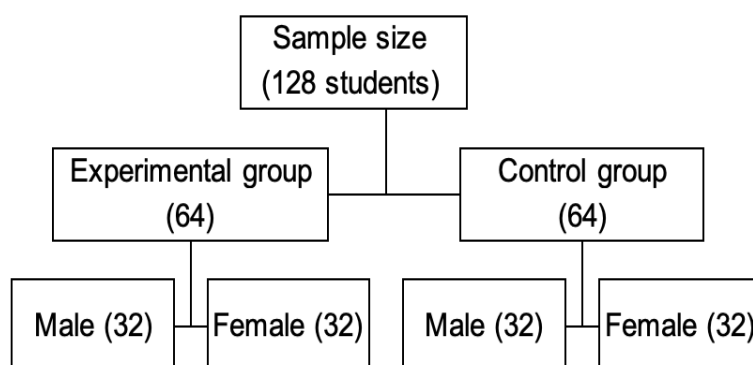 Sample size
(128 students)
Experimental group
(64)
Control group
(64)
Male (32)
Female (32)
Male (32)
Female (32)